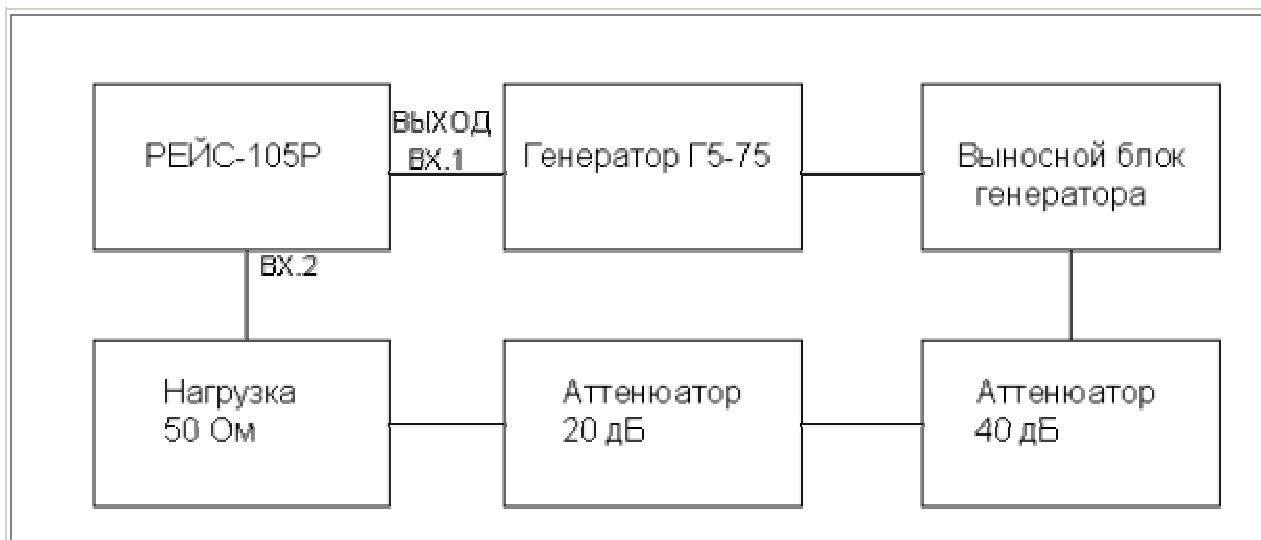 РЕЙС-105Р
ВЫХОД
ВХ.1
Генератор Г5-75
Выносной блок
генератора
ВХ.2
Нагрузка
50 Ом
Аттенюатор
20 дБ
Аттенюатор
40 дБ